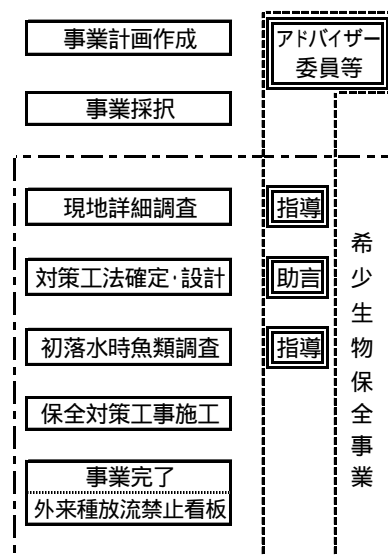 事業計画作成
アドバイザー
委員等
事業採択
現地詳細調査
指導
対策工法確定･設計
助言
初落水時魚類調査
指導
保全対策工事施工
事業完了
外来種放流禁止看板
希少生物保全事業